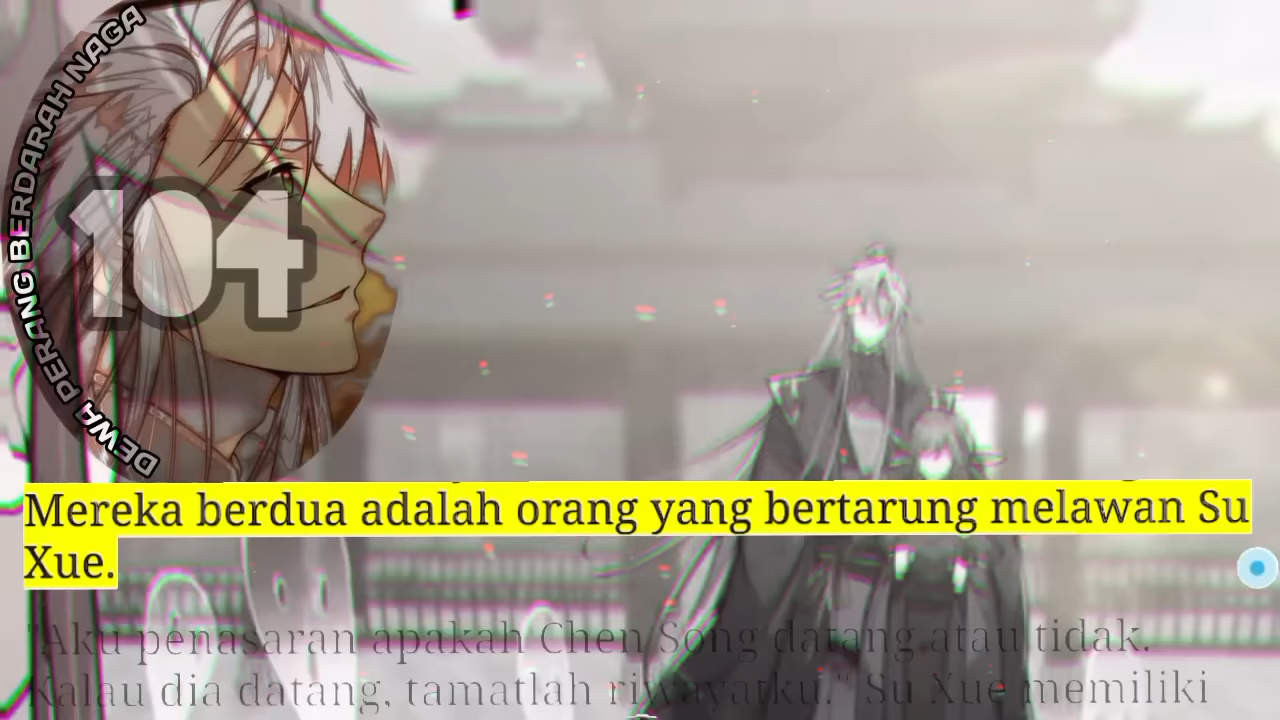 DEWA PERANG BERDARAH NAGA
104
Mereka berdua adalah orang yang bertarung melawan Su
Xue.
"Aku penasaran apakah Chen Song datang atau tidak.
Kalau dia datang, tamatlah riwayatku." Su Xue memiliki